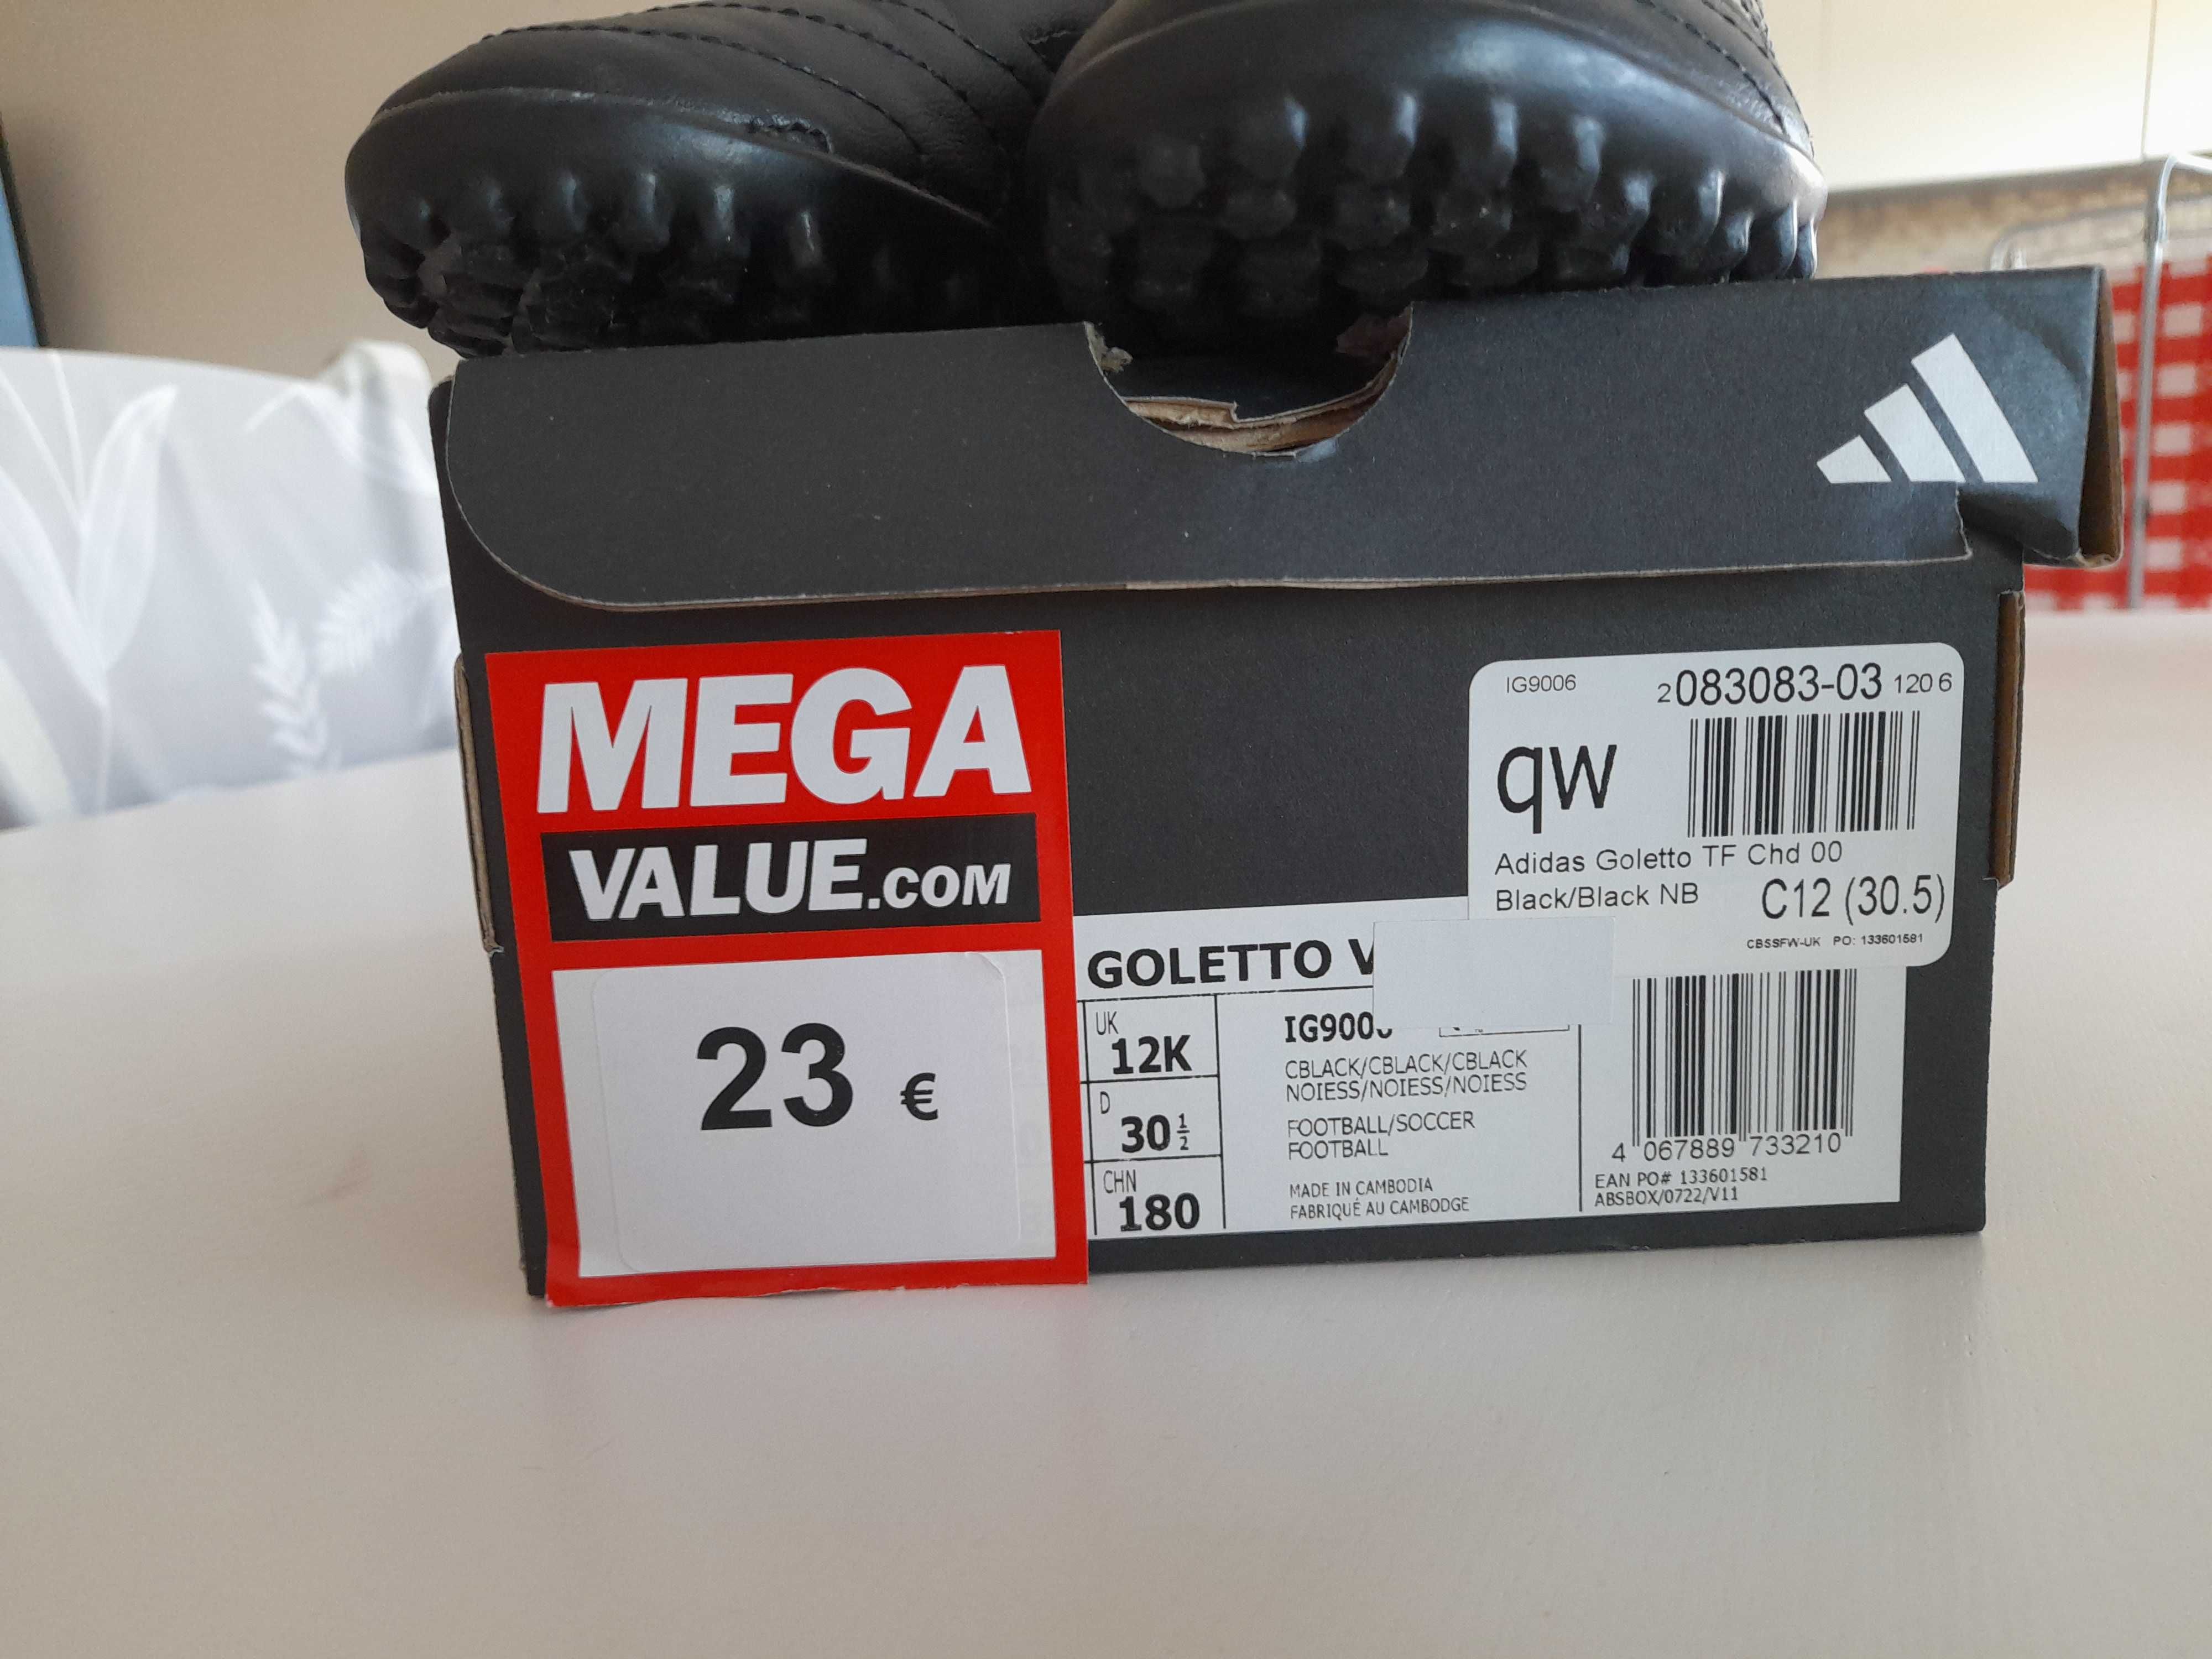 MEGA
VALUE.COM
23 €
IG9006
2083083-03 120 6
qw
Adidas Goletto TF Chd 00
Black/Black NB
C12 (30.5)
CBSSFW-UK PO: 133601581
GOLETTO V
UK
12K
D
30½
CHN
180
CBLACK/CBLACK/CBLACK
NOIESS/NOIESS/NOIESS
FOOTBALL/SOCCER
FOOTBALL
MADE IN CAMBODIA
FABRIQUÉ AU CAMBODGE
4 067889 733210
EAN PO# 133601581
ABSBOX/0722/V11